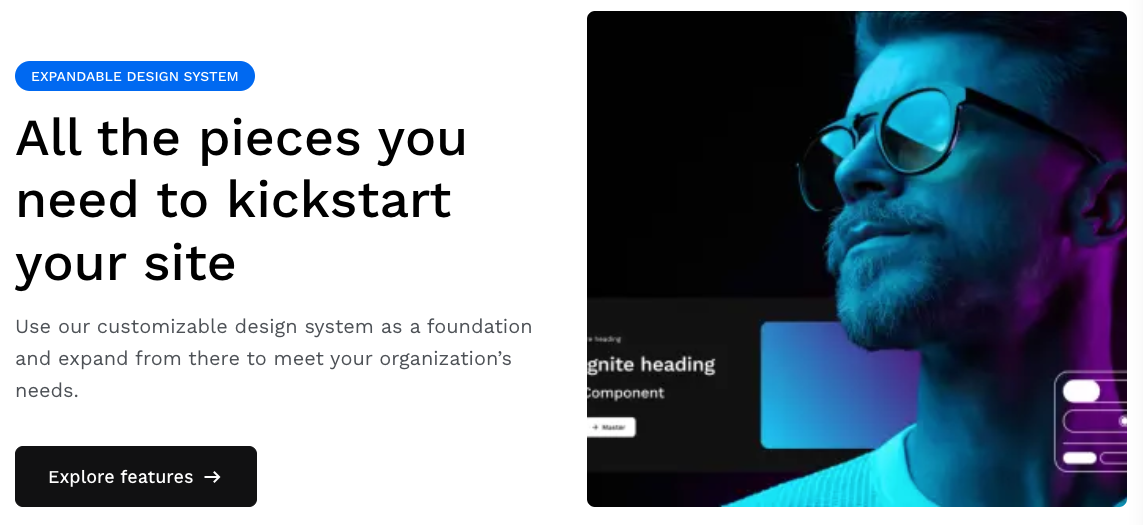 EXPANDABLE DESIGN SYSTEM
All the pieces you
need to kickstart
your site
Use our customizable design system as a foundation
and expand from there to meet your organization’s
needs.
Explore features →
heading
gnite heading
Component
→ Master